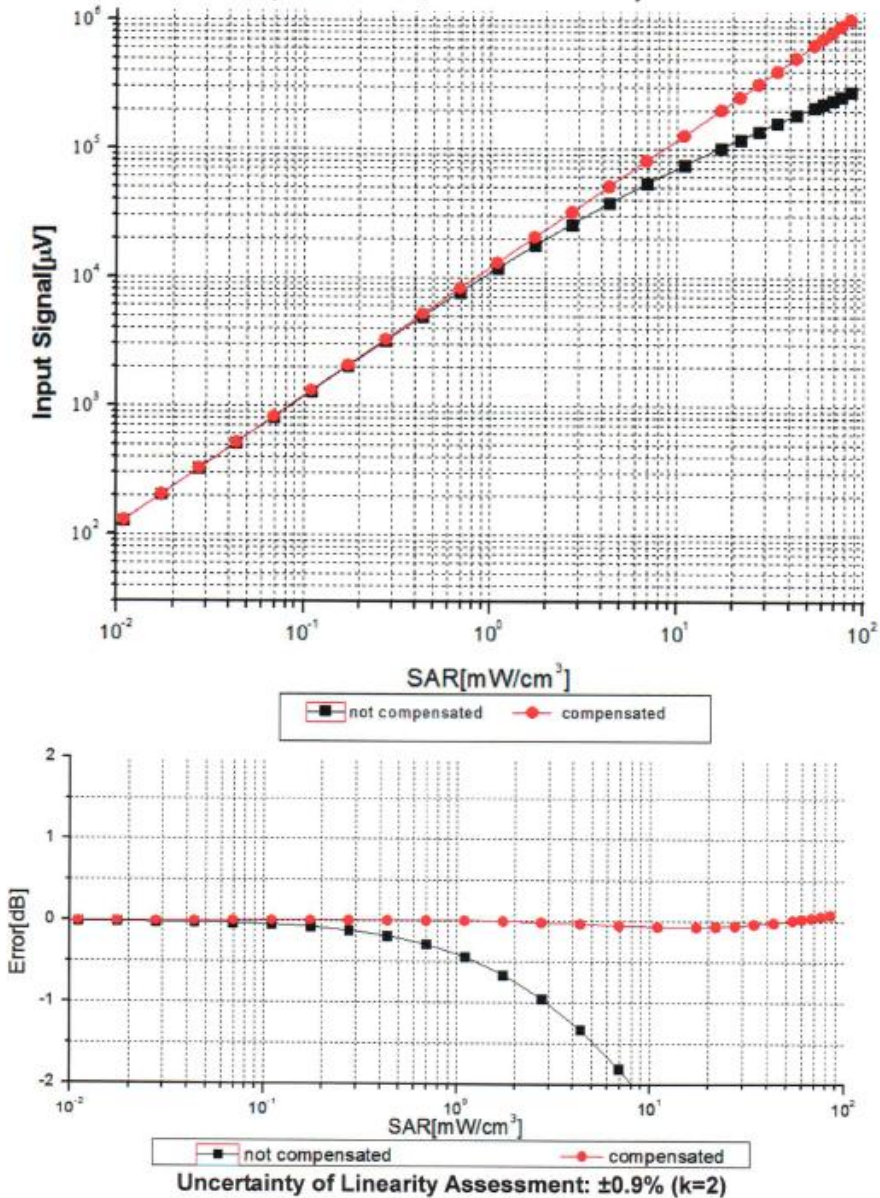 10^6
10^5
10^4
10^3
10^2
Input Signal[µV]
10^-2 10^-1 10^0 10^1 10^2
SAR[mW/cm^3]
not compensated compensated
2
1
0
-1
-2
Error[dB]
10^-2 10^-1 10^0 10^1 10^2
SAR[mW/cm^3]
not compensated compensated
Uncertainty of Linearity Assessment: ±0.9% (k=2)